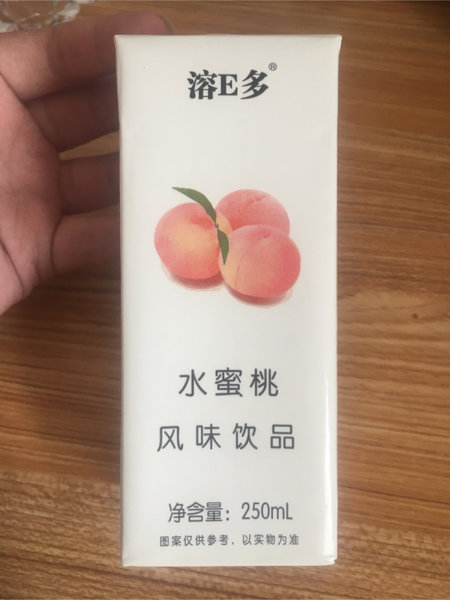 溶E多®
水蜜桃
风味饮品
净含量：250mL
图案仅供参考，以实物为准